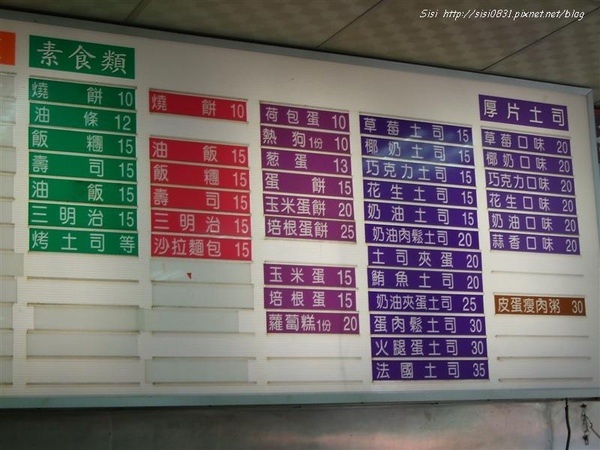 Sisi http://sisi0831.pixnet.net/blog
素食類
燒餅 10
油條 12
飯糰 15
壽司 15
油飯 15
三明治 15
烤土司 等
燒餅 10
油飯 15
飯糰 15
壽司 15
三明治 15
沙拉麵包 15
荷包蛋 10
熱狗1份 10
葱蛋 13
蛋餅 15
玉米蛋餅 20
培根蛋餅 25
玉米蛋 15
培根蛋 15
蘿蔔糕1份 20
草莓土司 15
椰奶土司 15
巧克力土司 15
花生土司 15
奶油土司 15
奶油肉鬆土司 20
土司夾蛋 20
鮪魚土司 20
奶油夾蛋土司 25
蛋肉鬆土司 30
火腿蛋土司 30
法國土司 35
厚片土司
草莓口味 20
椰奶口味 20
巧克力口味 20
花生口味 20
奶油口味 20
蒜香口味 20
皮蛋瘦肉粥 30